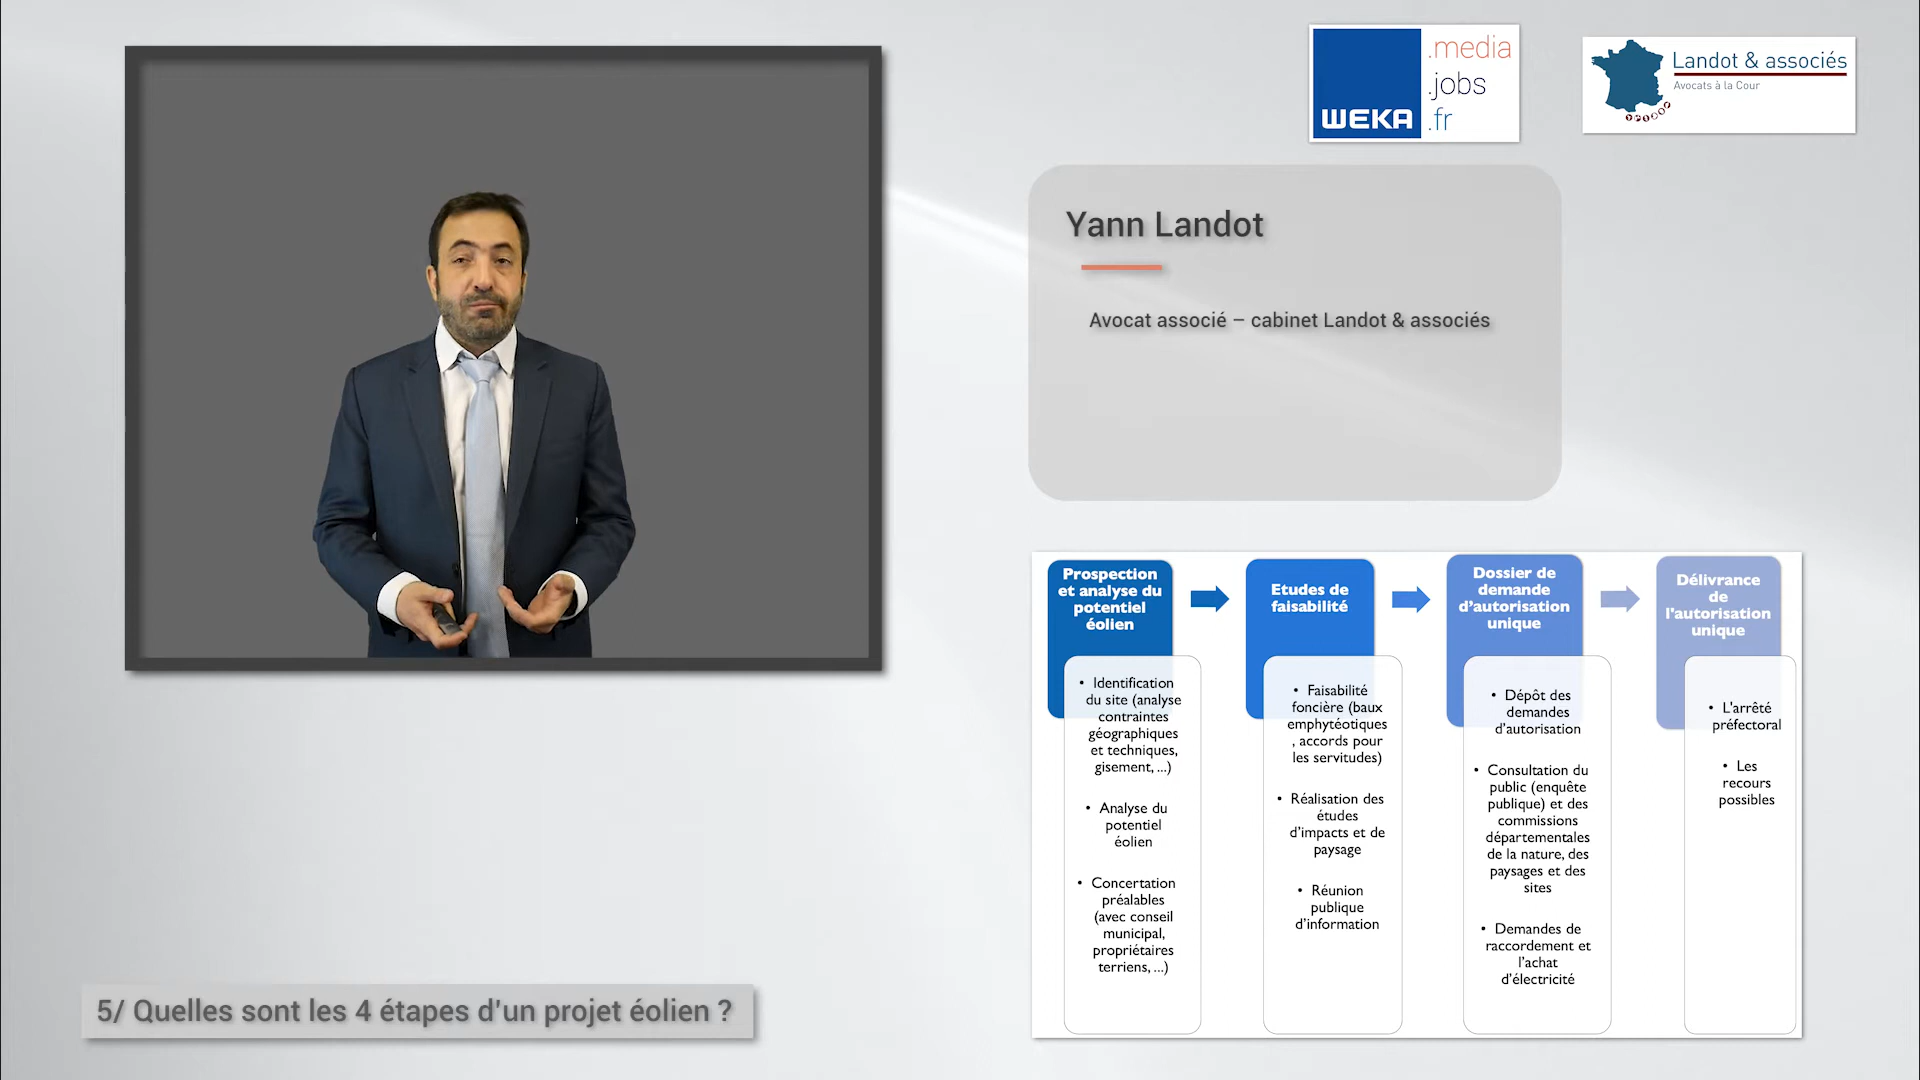 WEKA
.media
.jobs
.fr
Landot & associés
Avocats à la Cour
Yann Landot
Avocat associé – cabinet Landot & associés
Prospection
et analyse du
potentiel
éolien
• Identification
du site (analyse
contraintes
géographiques
et techniques,
gisement, ...)
• Analyse du
potentiel
éolien
• Concertation
préalables
(avec conseil
municipal,
propriétaires
terriens, ...)
Etudes de
faisabilité
• Faisabilité
foncière (baux
emphytéotiques
, accords pour
les servitudes)
• Réalisation des
études
d'impacts et de
paysage
• Réunion
publique
d'information
Dossier de
demande
d'autorisation
unique
• Dépôt des
demandes
d'autorisation
• Consultation du
public (enquête
publique) et des
commissions
départementales
de la nature, des
paysages et des
sites
• Demandes de
raccordement et
l'achat
d'électricité
Délivrance
de
l'autorisation
unique
• L'arrêté
préfectoral
• Les
recours
possibles
5/ Quelles sont les 4 étapes d'un projet éolien ?